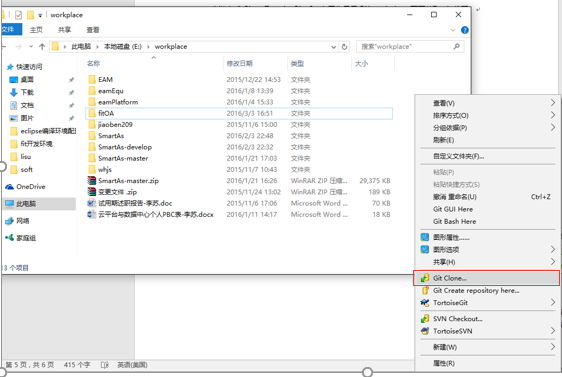 workplace
文件 主页 共享 查看
此电脑 > 本地磁盘 (E:) > workplace
搜索"workplace"
名称 修改日期 类型 大小
快速访问
桌面
下载
文档
图片
eclipse编译环境配
fit开发环境
lisu
soft
OneDrive
此电脑
网络
家庭组
EAM 2015/12/22 14:53 文件夹
eamEqu 2016/1/8 13:39 文件夹
eamPlatform 2016/1/4 15:33 文件夹
fitOA 2016/3/3 16:51 文件夹
jiaoben209 2015/11/6 15:00 文件夹
SmartAs 2016/2/3 22:48 文件夹
SmartAs-develop 2016/2/3 22:32 文件夹
SmartAs-master 2016/1/21 17:03 文件夹
whjs 2015/11/7 10:43 文件夹
SmartAs-master.zip 2016/1/21 16:26 WinRAR ZIP 压缩... 29,375 KB
变更文件 .zip 2015/11/24 13:02 WinRAR ZIP 压缩... 189 KB
试用期述职报告-李苏.doc 2015/11/6 17:06 Microsoft Word ... 70 KB
云平台与数据中心个人PBC表-李苏.docx 2016/1/11 14:17 Microsoft Word ... 18 KB
13 个项目
查看(V)
排序方式(O)
分组依据(P)
刷新(E)
自定义文件夹(F)...
粘贴(P)
粘贴快捷方式(S)
撤消 重命名(U) Ctrl+Z
Git GUI Here
Git Bash Here
图形属性......
图形选项
共享(H)
Git Clone...
Git Create repository here...
TortoiseGit
SVN Checkout...
TortoiseSVN
新建(W)
属性(R)
第 5 页，共 6 页 415 个字 英语(美国)